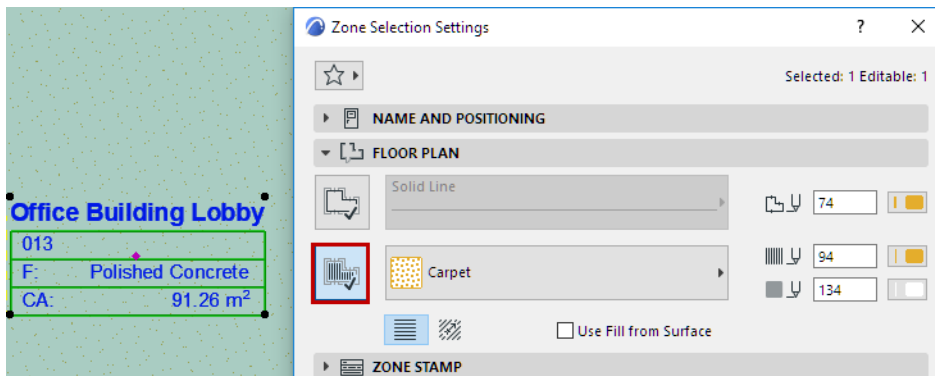 Zone Selection Settings
?
Selected: 1 Editable: 1
NAME AND POSITIONING
FLOOR PLAN
Solid Line
74
Carpet
94
134
Use Fill from Surface
ZONE STAMP
Office Building Lobby
013
F: Polished Concrete
CA: 91.26 m²